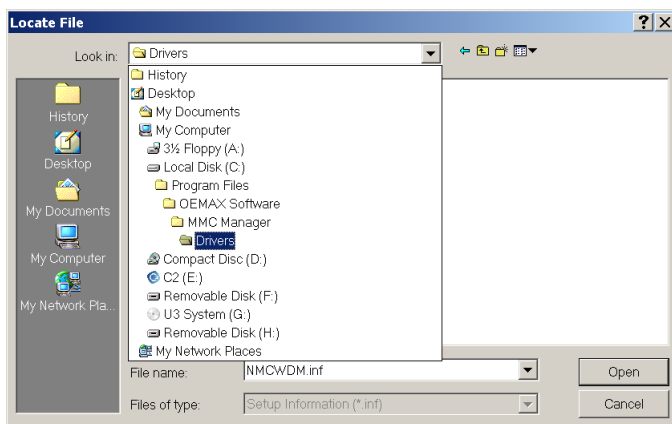 Locate File
Look in:
Drivers
History
Desktop
My Documents
My Computer
3½ Floppy (A:)
Local Disk (C:)
Program Files
OEMAX Software
MMC Manager
Drivers
Compact Disc (D:)
C2 (E:)
Removable Disk (F:)
U3 System (G:)
Removable Disk (H:)
My Network Places
History
Desktop
My Documents
My Computer
My Network Pla...
File name:
NMCWDM.inf
Open
Files of type:
Setup Information (*.inf)
Cancel